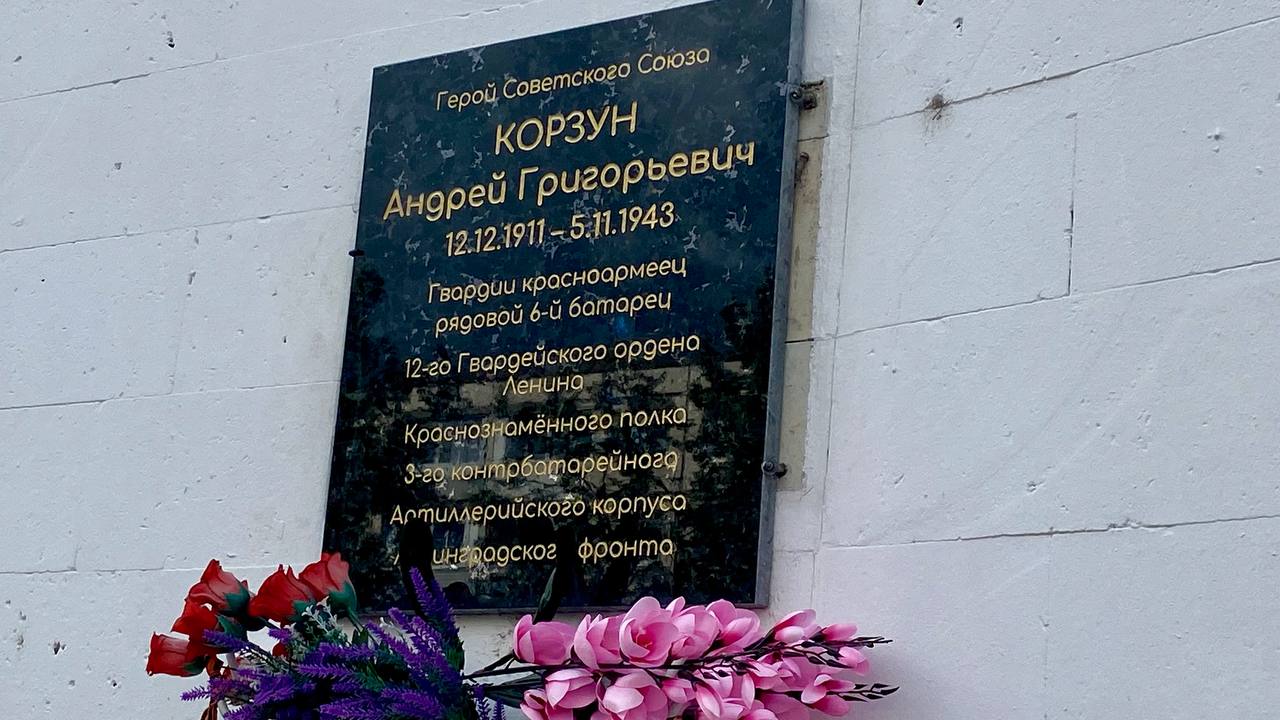 Герой Советского Союза
КОРЗУН
Андрей Григорьевич
12.12.1911 – 5.11.1943
Гвардии красноармеец
рядовой 6-й батареи
12-го Гвардейского ордена
Ленина
Краснознамённого полка
3-го контрбатарейного
Артиллерийского корпуса
фронта